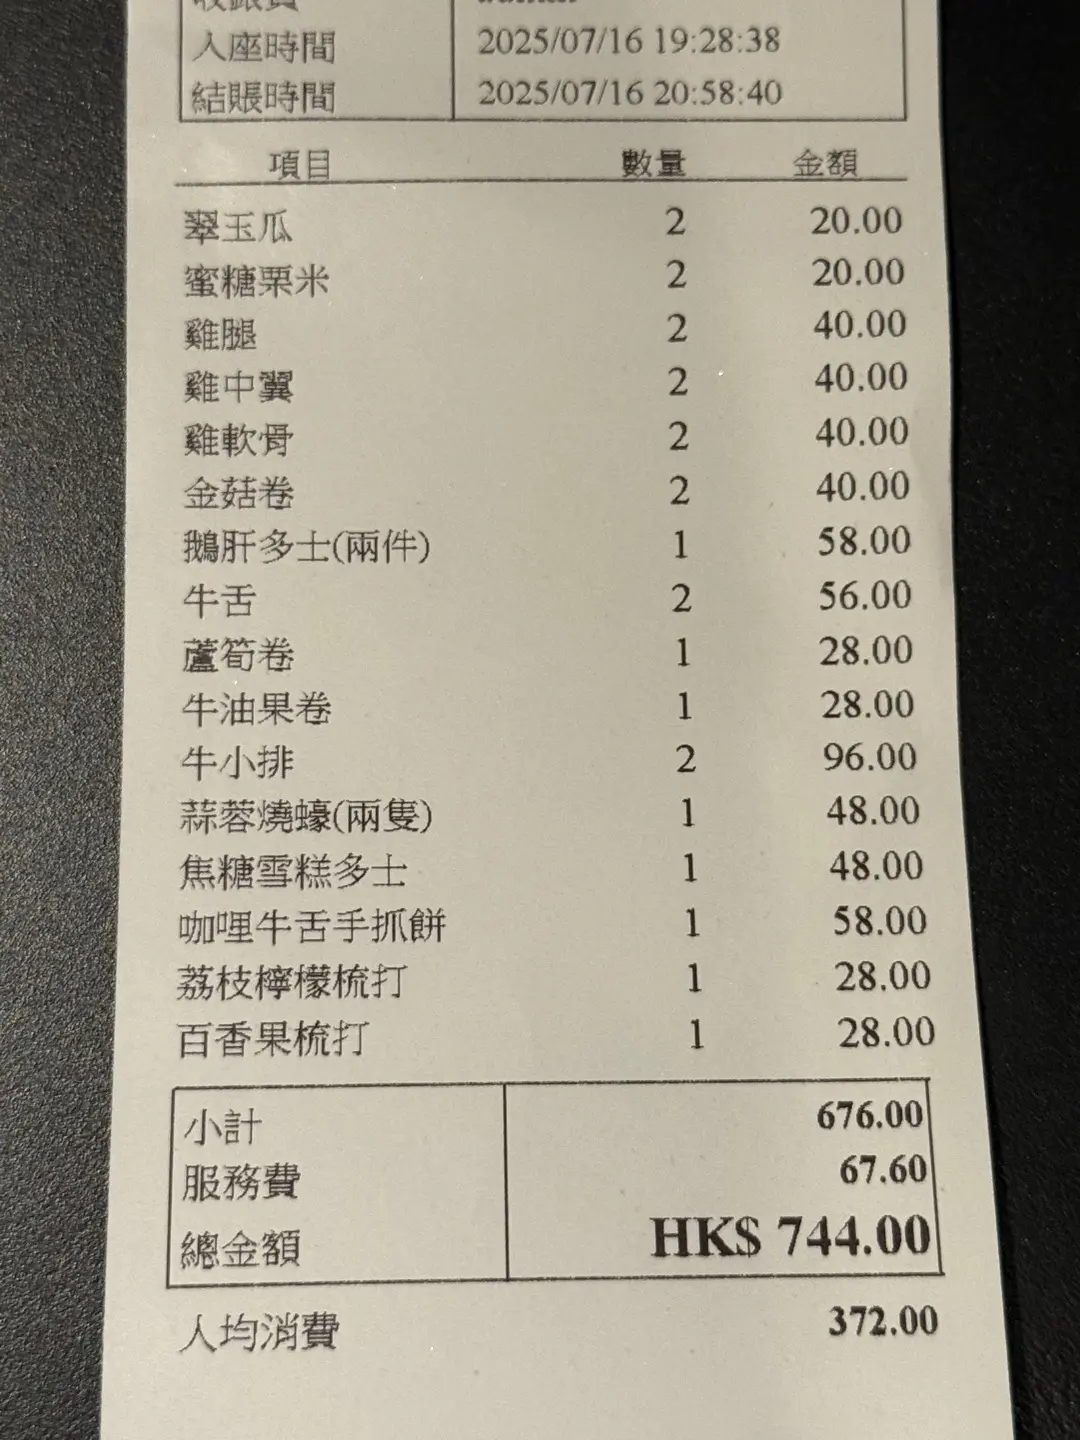 入座時間 2025/07/16 19:28:38
結賬時間 2025/07/16 20:58:40
項目 數量 金額
翠玉瓜 2 20.00
蜜糖栗米 2 20.00
雞腿 2 40.00
雞中翼 2 40.00
雞軟骨 2 40.00
金菇卷 2 40.00
鵝肝多士(兩件) 1 58.00
牛舌 2 56.00
蘆筍卷 1 28.00
牛油果卷 1 28.00
牛小排 2 96.00
蒜蓉燒蠔(兩隻) 1 48.00
焦糖雪糕多士 1 48.00
咖哩牛舌手抓餅 1 58.00
荔枝檸檬梳打 1 28.00
百香果梳打 1 28.00
小計 676.00
服務費 67.60
總金額 HK$ 744.00
人均消費 372.00